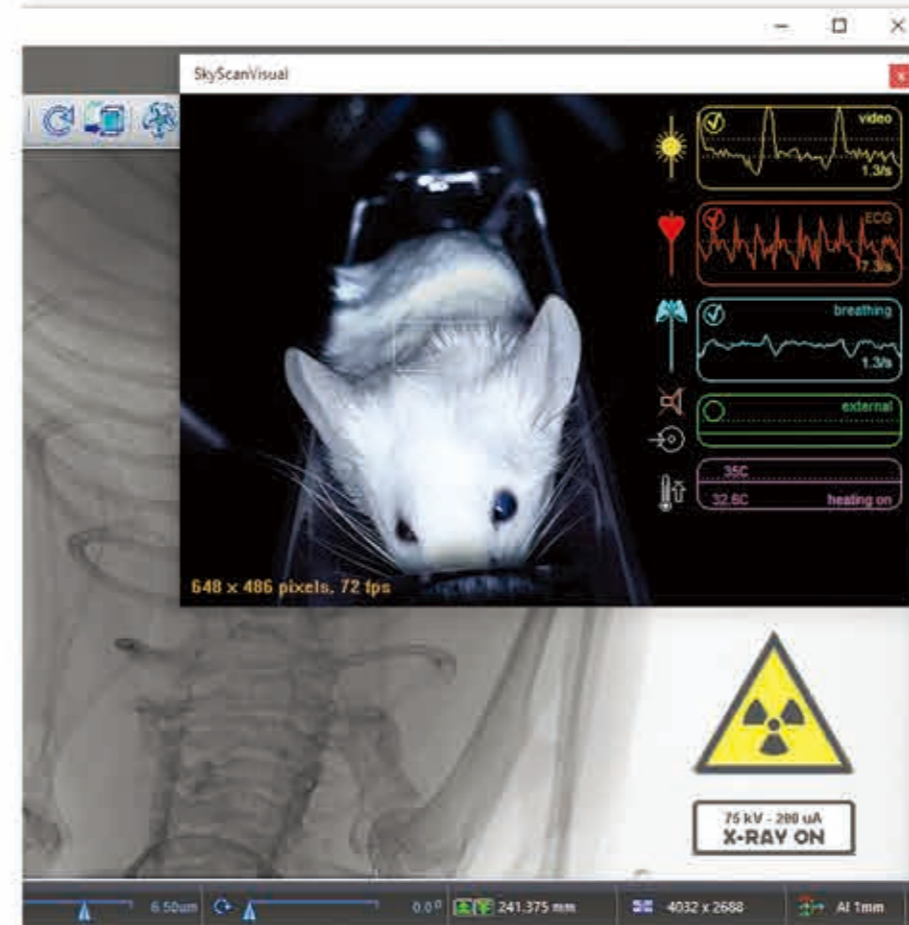 SkyScanVisual
video
1.3/s
ECG
7.3/s
breathing
1.3/s
external
35C
32.6C heating on
648 x 486 pixels, 72 fps
75 kV - 200 uA
X-RAY ON
6.50um 0.0° 241.375 mm 4032 x 2688 Al 1mm